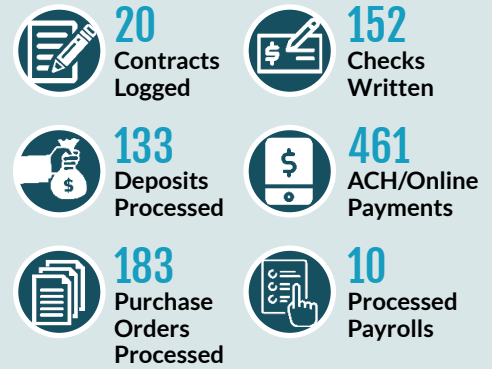 20
Contracts
Logged
152
Checks
Written
133
Deposits
Processed
461
ACH/Online
Payments
183
Purchase
Orders
Processed
10
Processed
Payrolls